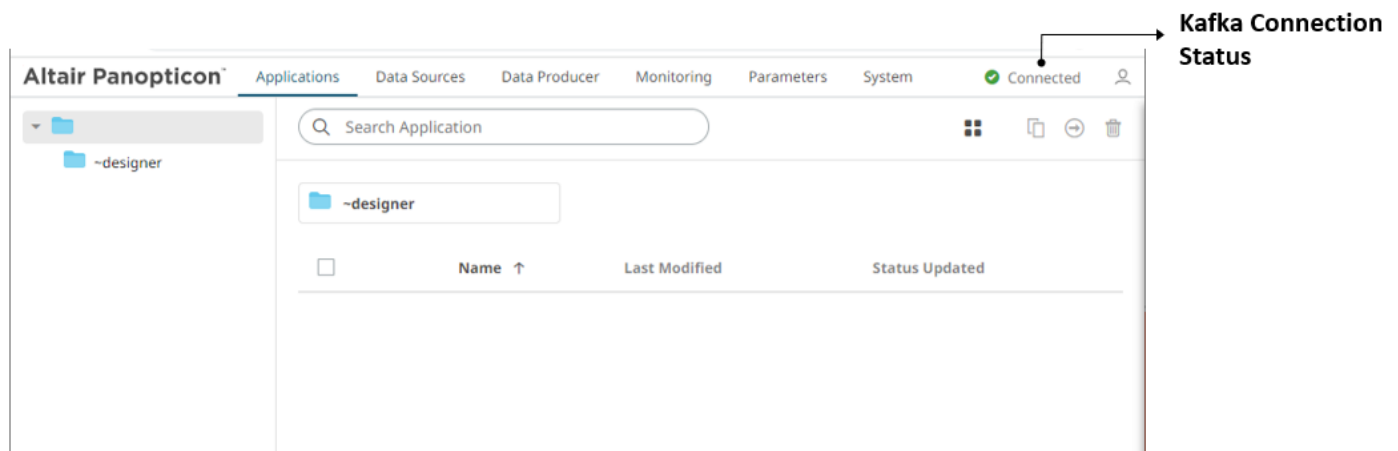 Kafka Connection
Status
Altair Panopticon™ Applications Data Sources Data Producer Monitoring Parameters System Connected
Search Application
~designer
~designer
Name ↑ Last Modified Status Updated